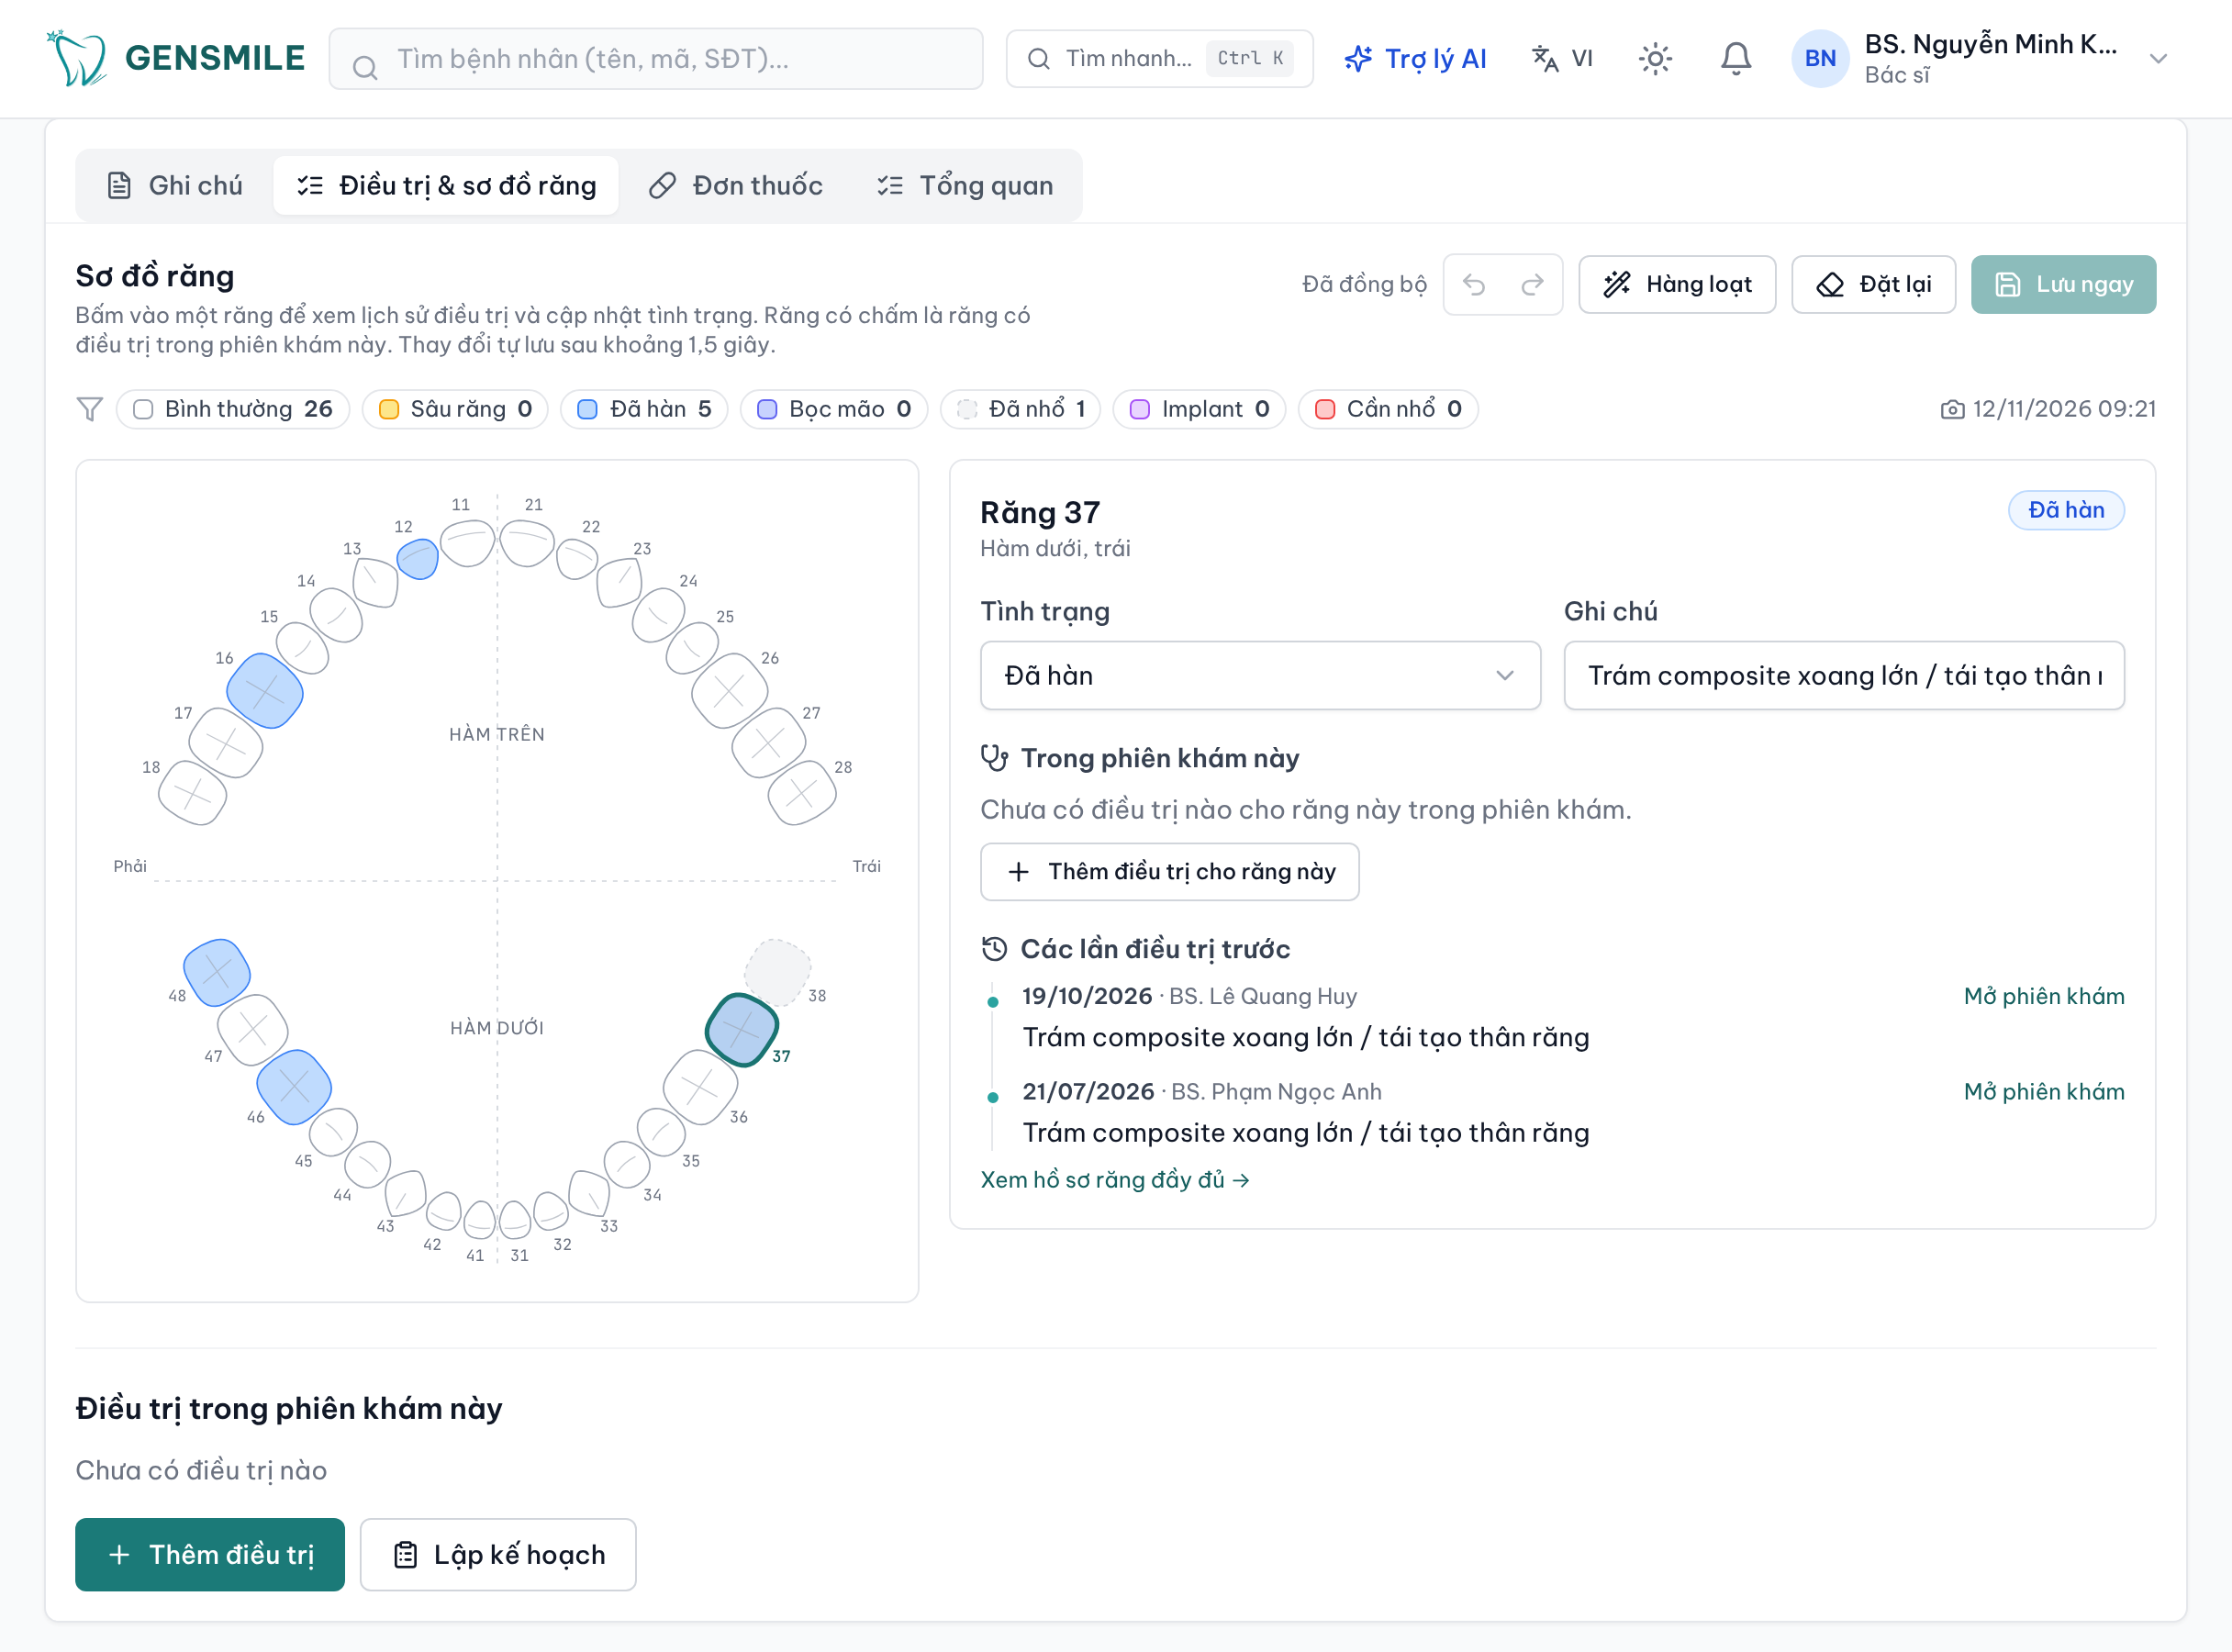 GENSMILE
Tìm bệnh nhân (tên, mã, SĐT)...
Tìm nhanh... Ctrl K
Trợ lý AI
VI
BN
BS. Nguyễn Minh K...
Bác sĩ
Ghi chú
Điều trị & sơ đồ răng
Đơn thuốc
Tổng quan
Sơ đồ răng
Bấm vào một răng để xem lịch sử điều trị và cập nhật tình trạng. Răng có chấm là răng có
điều trị trong phiên khám này. Thay đổi tự lưu sau khoảng 1,5 giây.
Đã đồng bộ
Hàng loạt
Đặt lại
Lưu ngay
Bình thường 26
Sâu răng 0
Đã hàn 5
Bọc mão 0
Đã nhổ 1
Implant 0
Cần nhổ 0
12/11/2026 09:21
11 21
12 22
13 23
14 24
15 25
16 26
17 27
18 28
HÀM TRÊN
Phải
Trái
48 38
47 37
HÀM DƯỚI
46 36
45 35
44 34
43 33
42 32
41 31
Răng 37
Đã hàn
Hàm dưới, trái
Tình trạng
Đã hàn
Ghi chú
Trám composite xoang lớn / tái tạo thân
Trong phiên khám này
Chưa có điều trị nào cho răng này trong phiên khám.
Thêm điều trị cho răng này
Các lần điều trị trước
19/10/2026 · BS. Lê Quang Huy
Mở phiên khám
Trám composite xoang lớn / tái tạo thân răng
21/07/2026 · BS. Phạm Ngọc Anh
Mở phiên khám
Trám composite xoang lớn / tái tạo thân răng
Xem hồ sơ răng đầy đủ →
Điều trị trong phiên khám này
Chưa có điều trị nào
Thêm điều trị
Lập kế hoạch